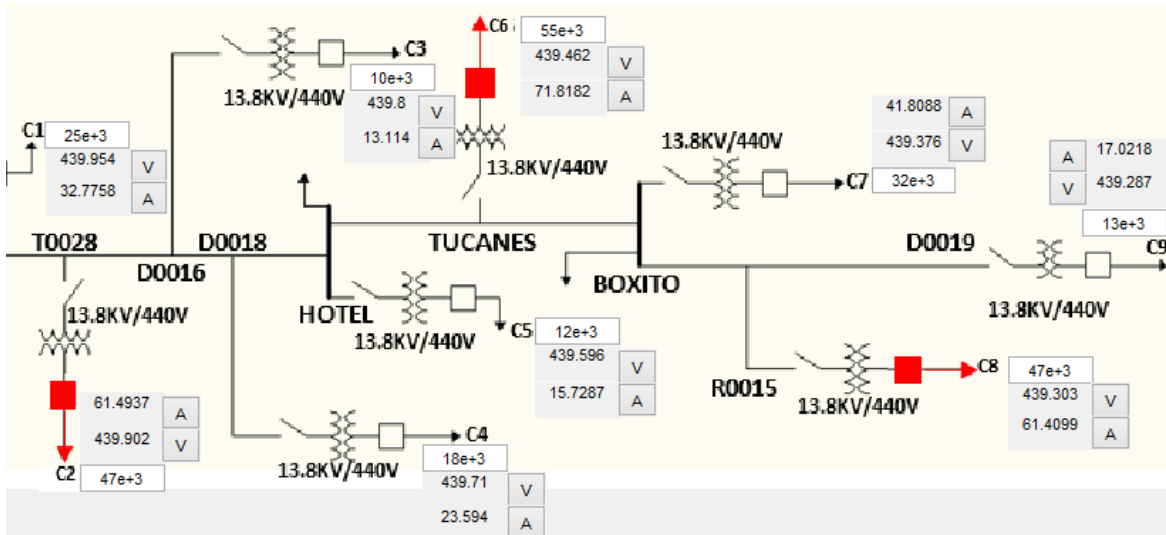 C6
55e+3
439.462 V
71.8182 A
C3
10e+3
439.8 V
13.114 A
13.8KV/440V
13.8KV/440V
C1
25e+3
439.954 V
32.7758 A
41.8088 A
439.376 V
13.8KV/440V
C7
32e+3
A 17.0218
V 439.287
13e+3
C9
T0028
D0016
D0018
TUCANES
D0019
BOXITO
HOTEL
13.8KV/440V
13.8KV/440V
13.8KV/440V
C5
12e+3
439.596 V
15.7287 A
R0015
13.8KV/440V
C8
47e+3
439.303 V
61.4099 A
61.4937 A
439.902 V
C2
47e+3
13.8KV/440V
C4
18e+3
439.71 V
23.594 A